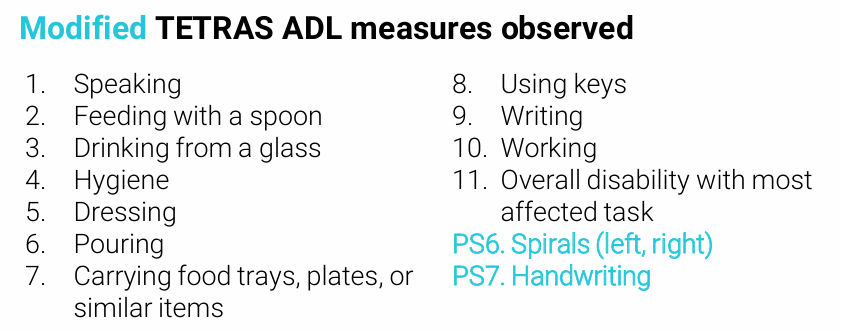 Modified TETRAS ADL measures observed
1. Speaking
2. Feeding with a spoon
3. Drinking from a glass
4. Hygiene
5. Dressing
6. Pouring
7. Carrying food trays, plates, or
similar items
8. Using keys
9. Writing
10. Working
11. Overall disability with most
affected task
PS6. Spirals (left, right)
PS7. Handwriting